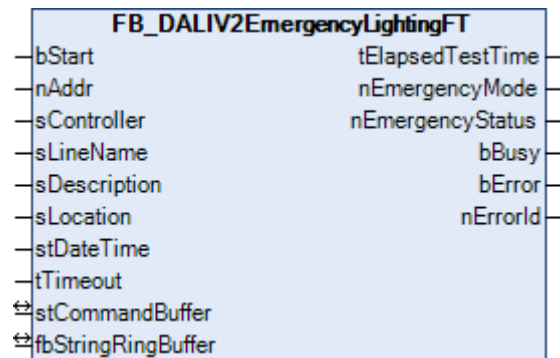 FB_DALIV2EmergencyLightingFT
bStart tElapsedTestTime
nAddr nEmergencyMode
sController nEmergencyStatus
sLineName bBusy
sDescription bError
sLocation nErrorId
stDateTime
tTimeout
stCommandBuffer
fbStringRingBuffer